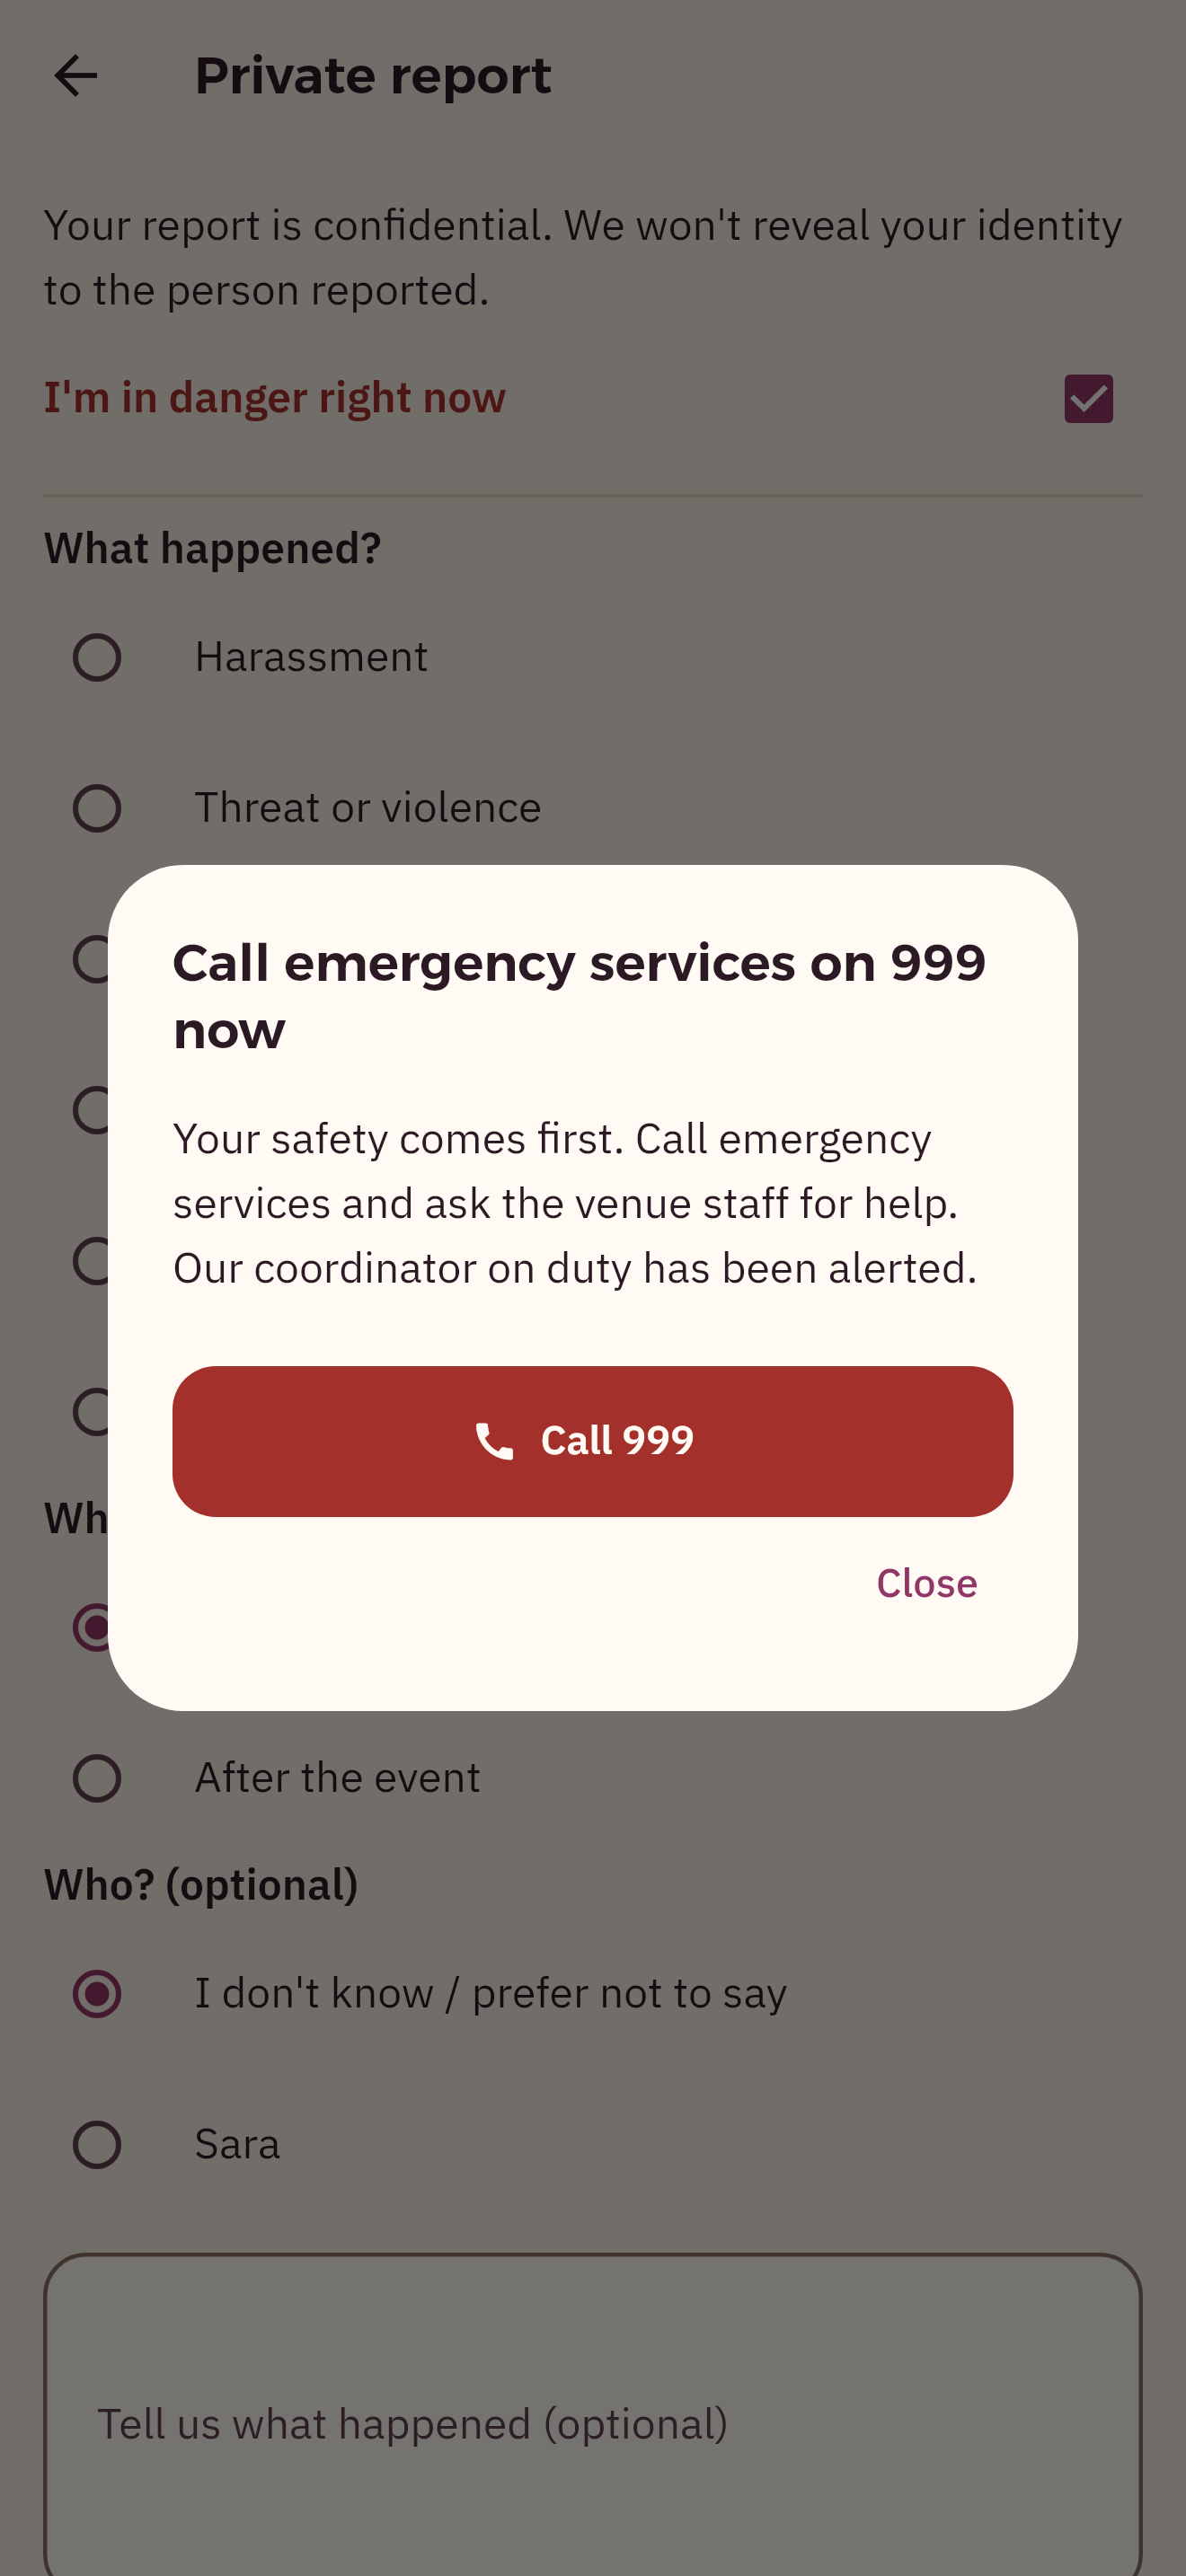 Private report
Your report is confidential. We won't reveal your identity
to the person reported.
I'm in danger right now
What happened?
Harassment
Threat or violence
Call emergency services on 999
now
Your safety comes first. Call emergency
services and ask the venue staff for help.
Our coordinator on duty has been alerted.
Call 999
Close
After the event
Who? (optional)
I don't know / prefer not to say
Sara
Tell us what happened (optional)